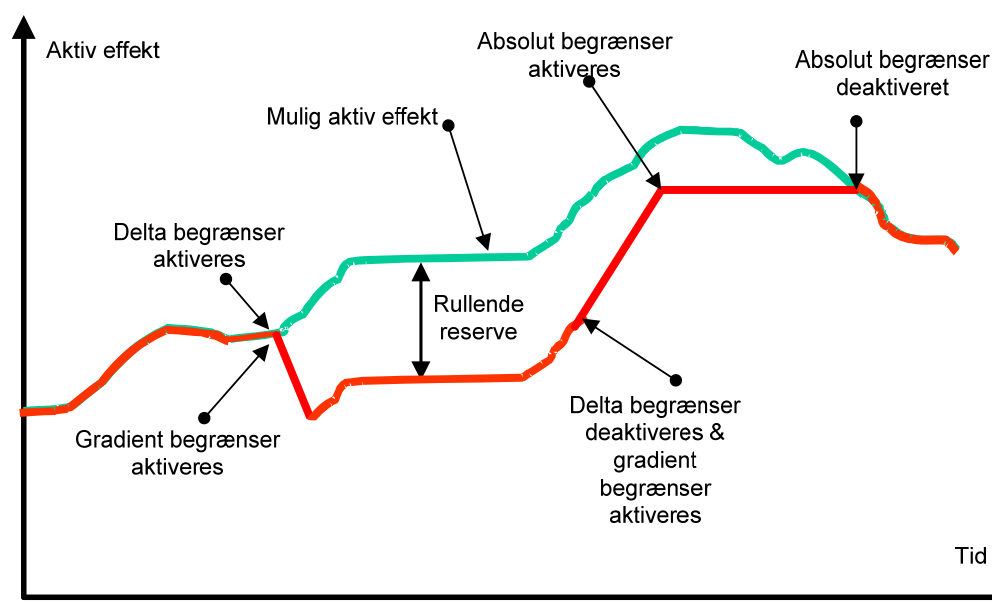 Aktiv effekt
Absolut begrænser
aktiveres
Absolut begrænser
deaktiveret
Mulig aktiv effekt
Delta begrænser
aktiveres
Rullende
reserve
Gradient begrænser
aktiveres
Delta begrænser
deaktiveres &
gradient
begrænser
aktiveres
Tid